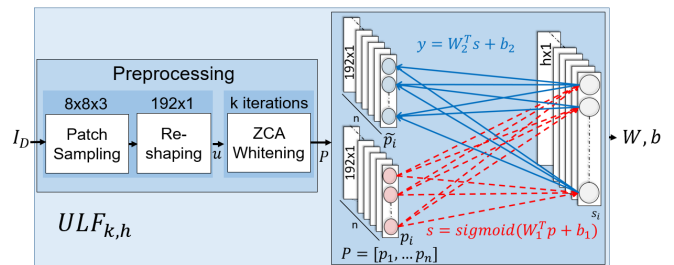 Preprocessing
8x8x3
192x1
k iterations
I_D
Patch Sampling
Re-shaping
u
ZCA Whitening
P
192x1
n
p̃_i
y = W_2^T s + b_2
hx1
s_i
W, b
192x1
n
p_i
s = sigmoid(W_1^T p + b_1)
P = [p_1, … p_n]
ULF_{k,h}